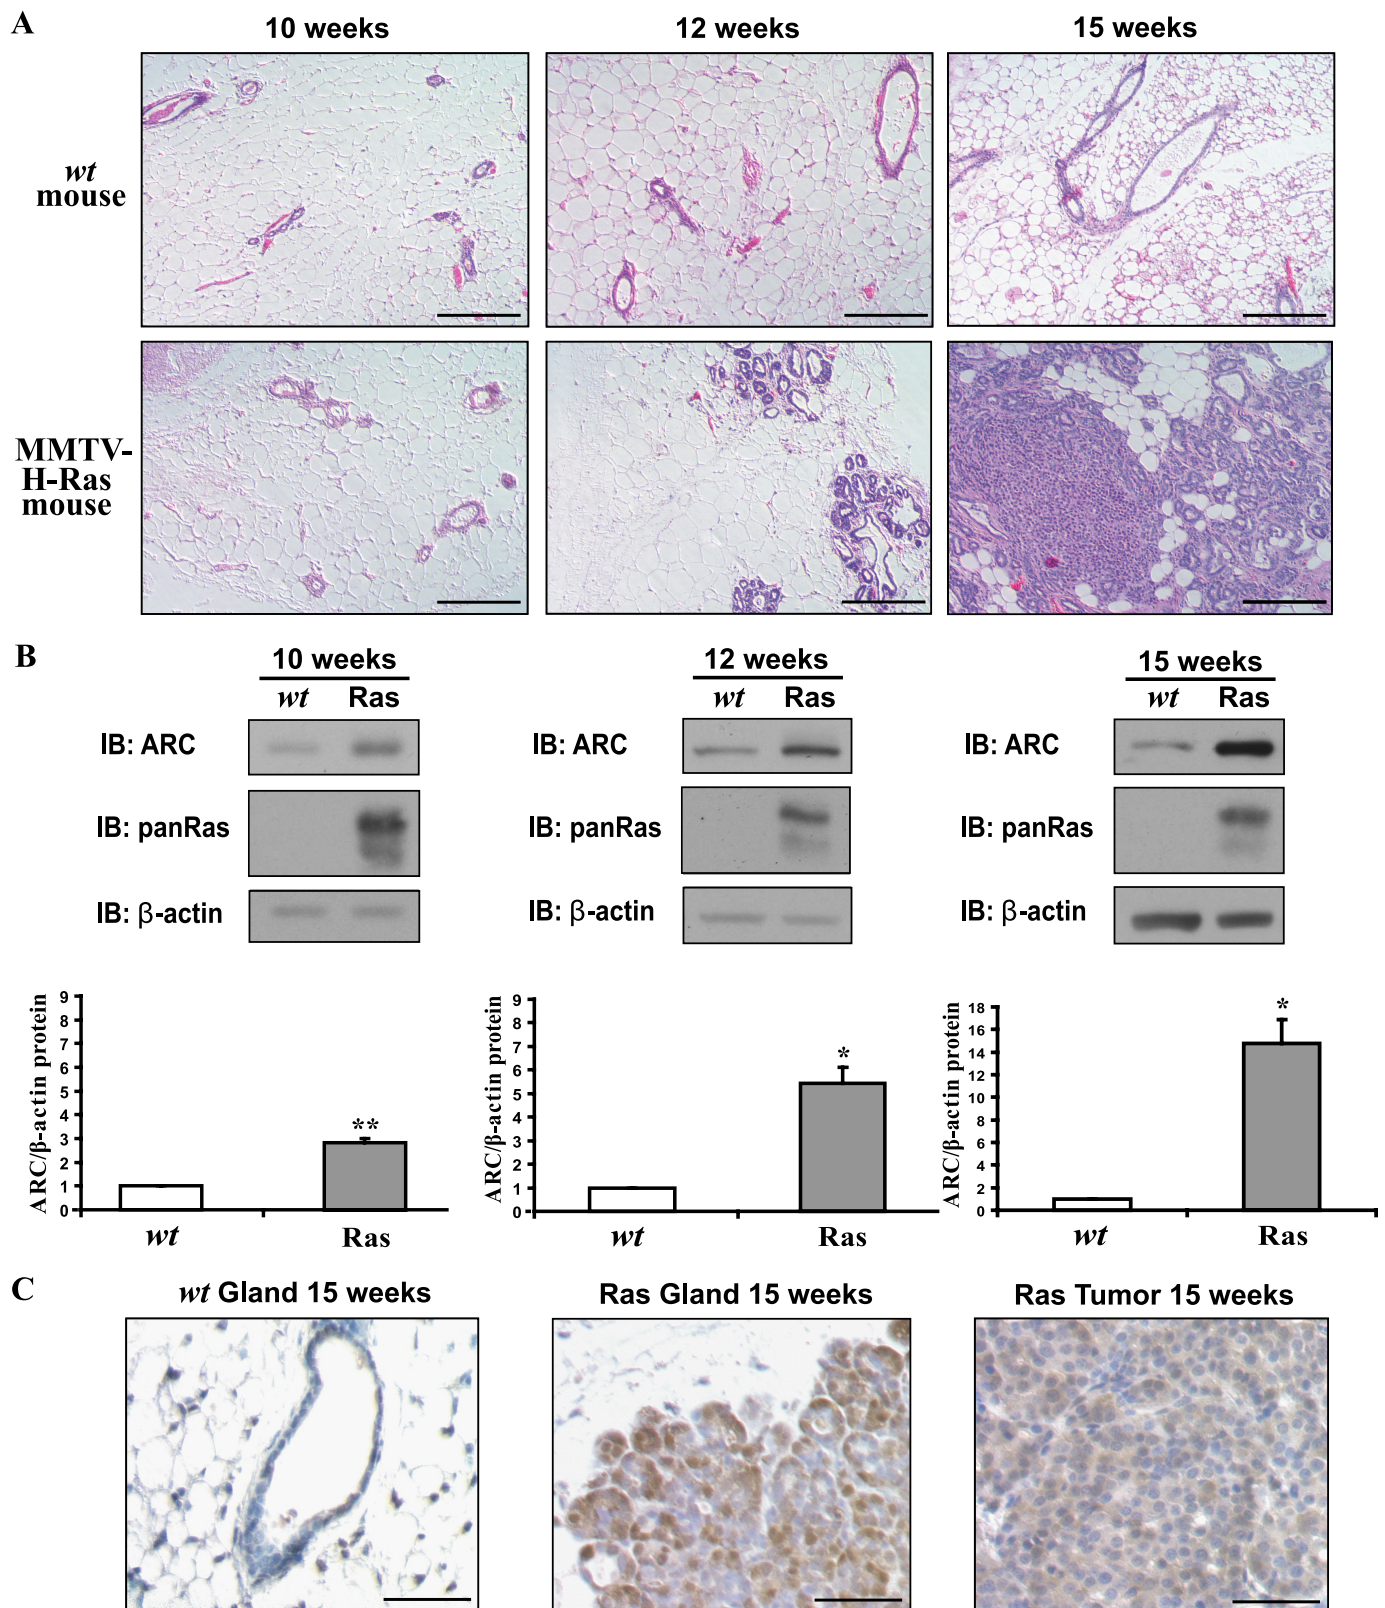 A
10 weeks
12 weeks
15 weeks
wt
mouse
MMTV-
H-Ras
mouse
B
10 weeks
wt Ras
IB: ARC
IB: panRas
IB: β-actin
12 weeks
wt Ras
IB: ARC
IB: panRas
IB: β-actin
15 weeks
wt Ras
IB: ARC
IB: panRas
IB: β-actin
ARC/β-actin protein
9
8
7
6
5
4
3
2
1
0
**
wt Ras
ARC/β-actin protein
9
8
7
6
5
4
3
2
1
0
*
wt Ras
ARC/β-actin protein
18
16
14
12
10
8
6
4
2
0
*
wt Ras
C
wt Gland 15 weeks
Ras Gland 15 weeks
Ras Tumor 15 weeks